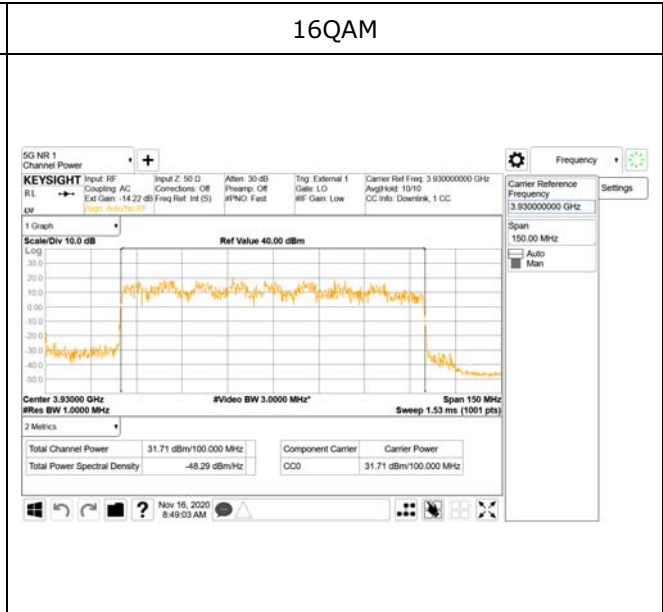 16QAM
5G NR 1
Channel Power
Frequency
KEYSIGHT
RL
Input: RF
Coupling: AC
Ext Gain: -14.22 dB
Align: Auto/No RF
Input Z: 50 Ω
Corrections: Off
Freq Ref: Int (S)
Atten: 30 dB
Preamp: Off
#PNO: Fast
Trig: External 1
Gate: LO
#IF Gain: Low
Carrier Ref Freq: 3.930000000 GHz
Avg|Hold: 10/10
CC Info: Downlink, 1 CC
Carrier Reference
Frequency
3.930000000 GHz
Settings
Span
150.00 MHz
Auto
Man
1 Graph
Scale/Div 10.0 dB
Ref Value 40.00 dBm
Log
30.0
20.0
10.0
0.00
-10.0
-20.0
-30.0
-40.0
-50.0
Center 3.93000 GHz
#Video BW 3.0000 MHz*
Span 150 MHz
#Res BW 1.0000 MHz
Sweep 1.53 ms (1001 pts)
2 Metrics
Total Channel Power 31.71 dBm/100.000 MHz
Total Power Spectral Density -48.29 dBm/Hz
Component Carrier Carrier Power
CC0 31.71 dBm/100.000 MHz
?
Nov 16, 2020
8:49:03 AM